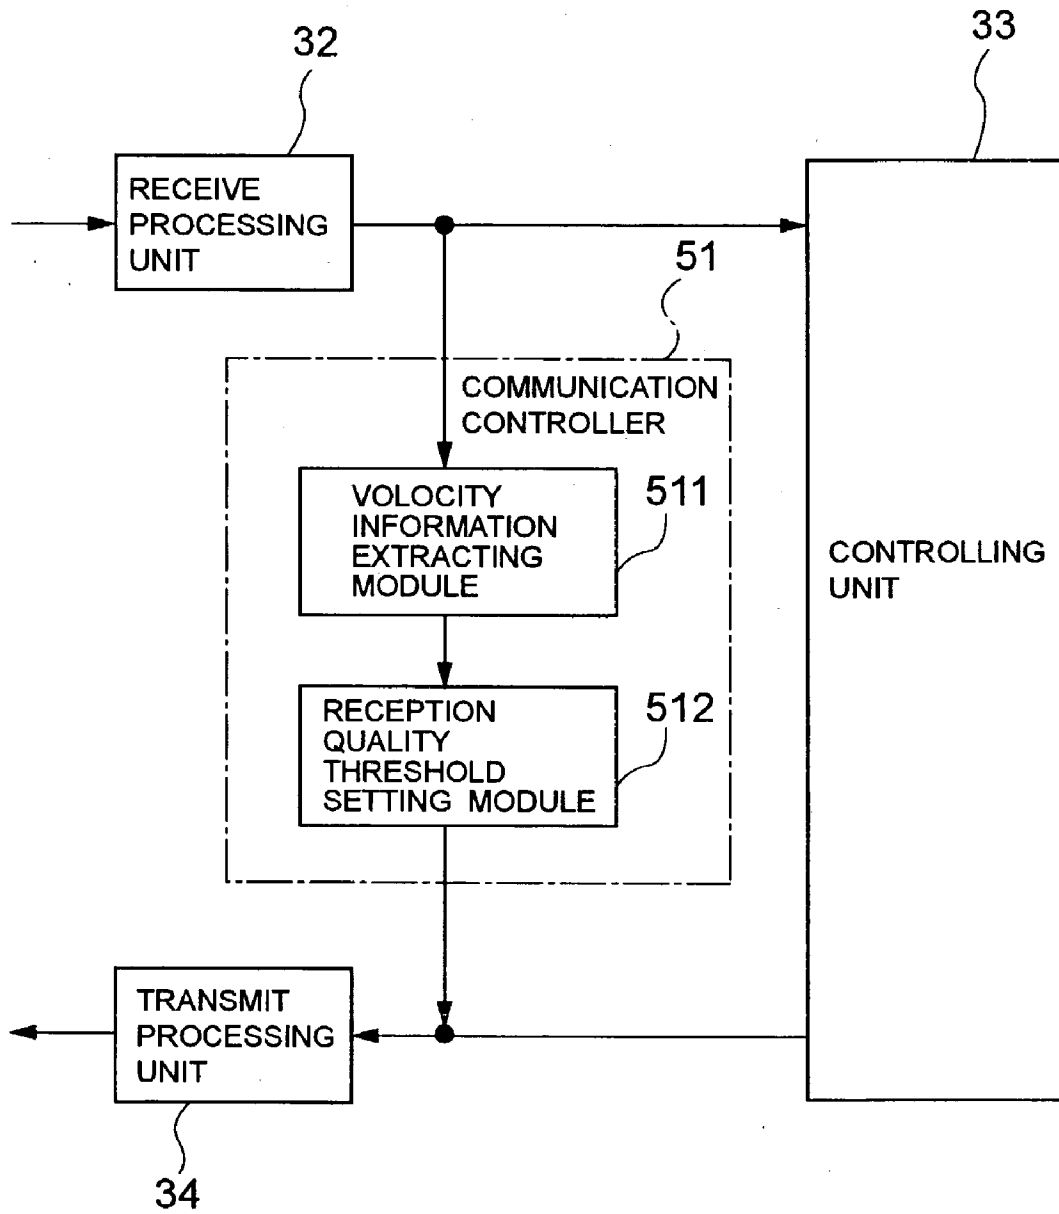 32
33
RECEIVE
PROCESSING
UNIT
51
COMMUNICATION
CONTROLLER
VOLOCITY
INFORMATION
EXTRACTING
MODULE
511
CONTROLLING
UNIT
RECEPTION
QUALITY
THRESHOLD
SETTING MODULE
512
TRANSMIT
PROCESSING
UNIT
34